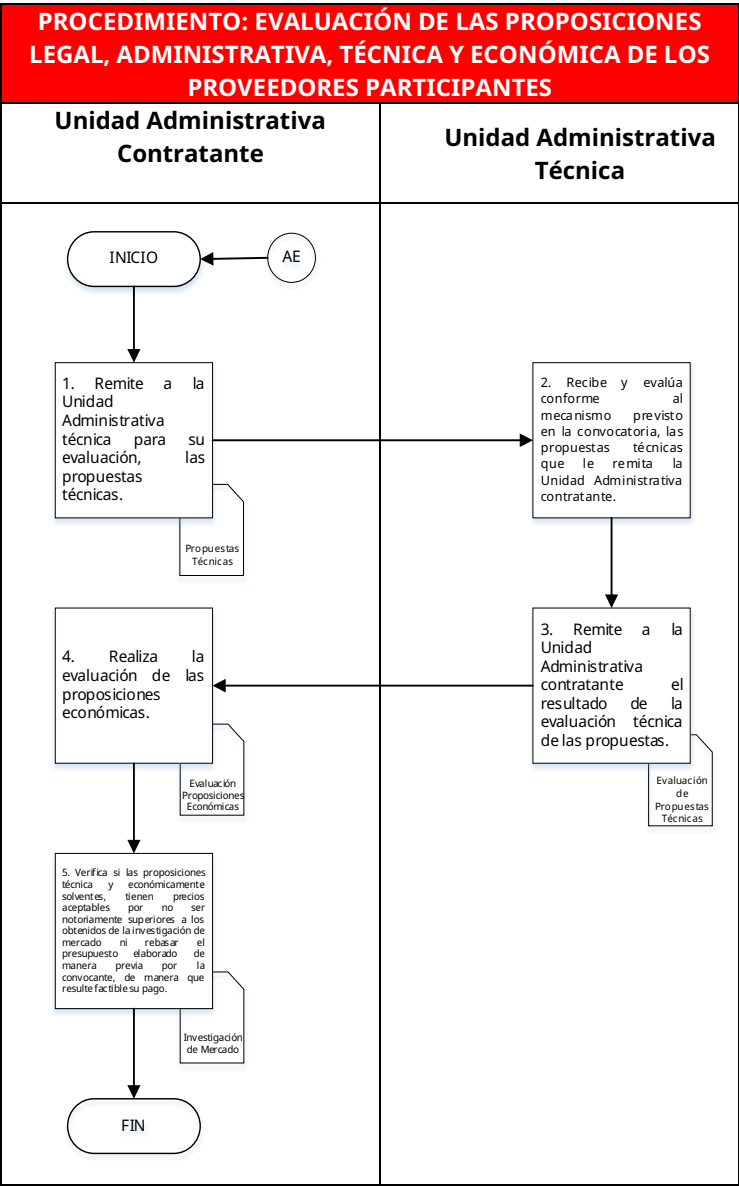 PROCEDIMIENTO: EVALUACIÓN DE LAS PROPOSICIONES
LEGAL, ADMINISTRATIVA, TÉCNICA Y ECONÓMICA DE LOS
PROVEEDORES PARTICIPANTES
Unidad Administrativa
Contratante
Unidad Administrativa
Técnica
INICIO
AE
1. Remite a la
Unidad
Administrativa
técnica para su
evaluación, las
propuestas
técnicas.
Propuestas
Técnicas
2. Recibe y evalúa
conforme al
mecanismo previsto
en la convocatoria, las
propuestas técnicas
que le remita la
Unidad Administrativa
contratante.
3. Remite a la
Unidad
Administrativa
contratante el
resultado de la
evaluación técnica
de las propuestas.
Evaluación
de
Propuestas
Técnicas
4. Realiza la
evaluación de las
proposiciones
económicas.
Evaluación
Proposiciones
Económicas
5. Verifica si las proposiciones
técnica y económicamente
solventes, tienen precios
aceptables por no ser
notoriamente superiores a los
obtenidos de la investigación de
mercado ni rebasar el
presupuesto elaborado de
manera previa por la
convocante, de manera que
resulte factible su pago.
Investigación
de Mercado
FIN